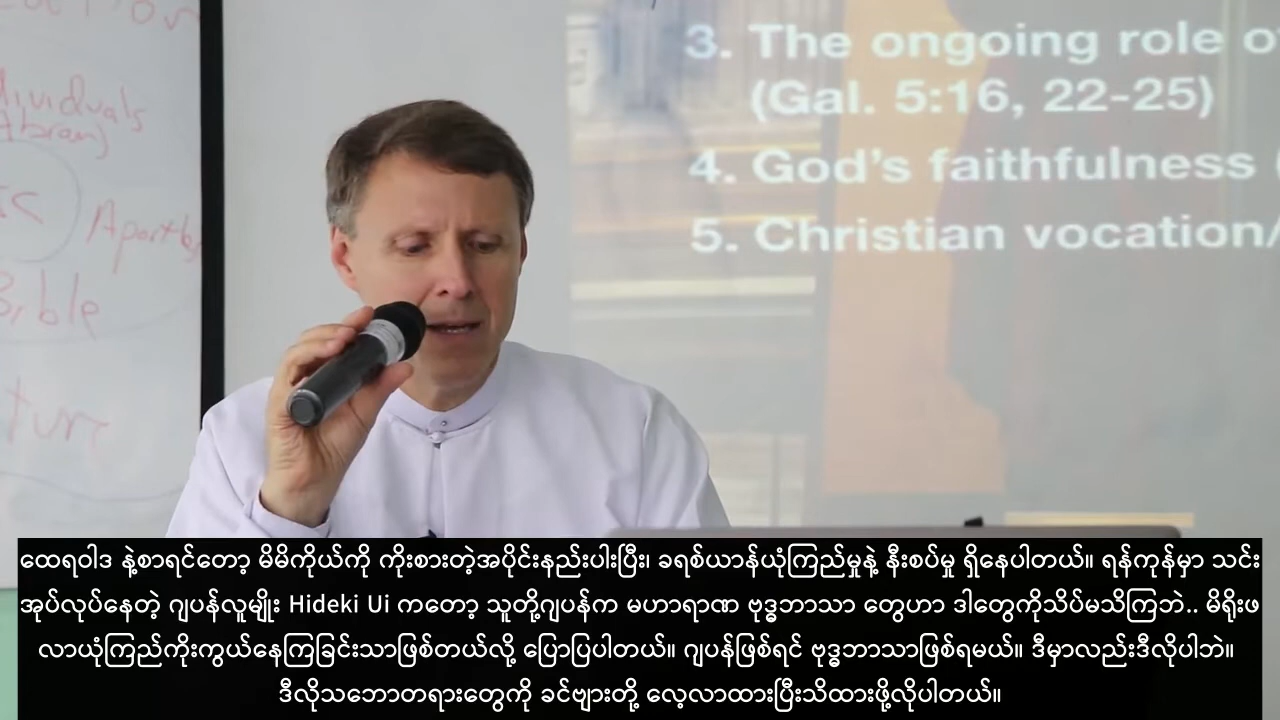 ividuals
Bible
3. The ongoing role
(Gal. 5:16, 22-25)
4. God's faithfulness
5. Christian vocation/
ထေရဝါဒ နဲ့စာရင်တော့ မိမိကိုယ်ကို ကိုးစားတဲ့အပိုင်းနည်းပါးပြီး၊ ခရစ်ယာန်ယုံကြည်မှုနဲ့ နီးစပ်မှု ရှိနေပါတယ်။ ရန်ကုန်မှာ သင်း
အုပ်လုပ်နေတဲ့ ဂျပန်လူမျိုး Hideki Ui ကတော့ သူတို့ဂျပန်က မဟာရာဏ ဗုဒ္ဓဘာသာ တွေဟာ ဒါတွေကိုသိပ်မသိကြဘဲ.. မိရိုးဖ
လာယုံကြည်ကိုးကွယ်နေကြခြင်းသာဖြစ်တယ်လို့ ပြောပြပါတယ်။ ဂျပန်ဖြစ်ရင် ဗုဒ္ဓဘာသာဖြစ်ရမယ်။ ဒီမှာလည်းဒီလိုပါဘဲ။
ဒီလိုသဘောတရားတွေကို ခင်ဗျားတို့ လေ့လာထားပြီးသိထားဖို့လိုပါတယ်။